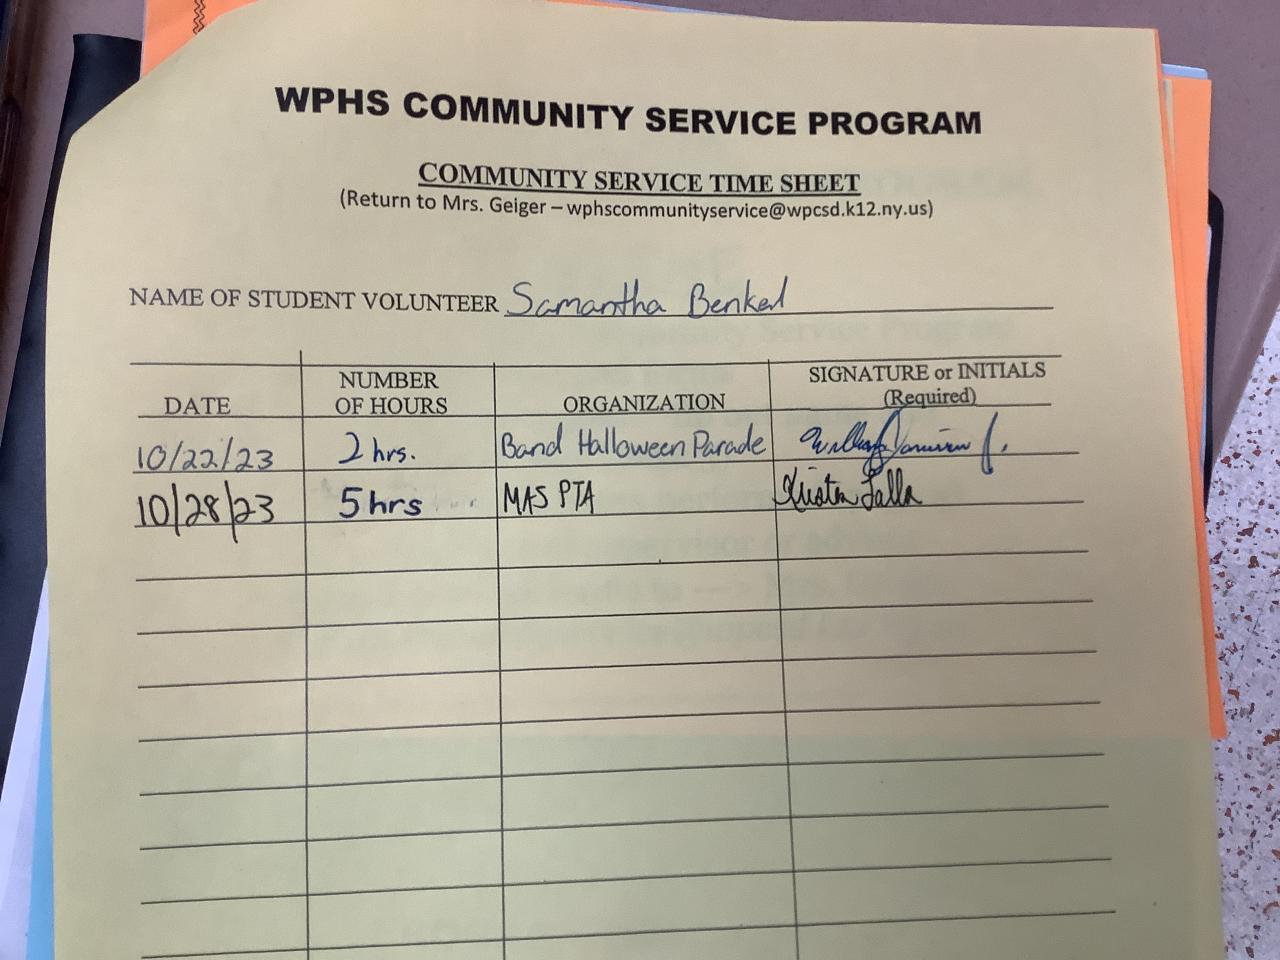 WPHS COMMUNITY SERVICE PROGRAM
COMMUNITY SERVICE TIME SHEET
(Return to Mrs. Geiger – wphscommunityservice@wpcsd.k12.ny.us)
NAME OF STUDENT VOLUNTEER Samantha Benkel
DATE NUMBER OF HOURS ORGANIZATION SIGNATURE or INITIALS (Required)
10/22/23 2 hrs. Band Halloween Parade
10/28/23 5 hrs MAS PTA